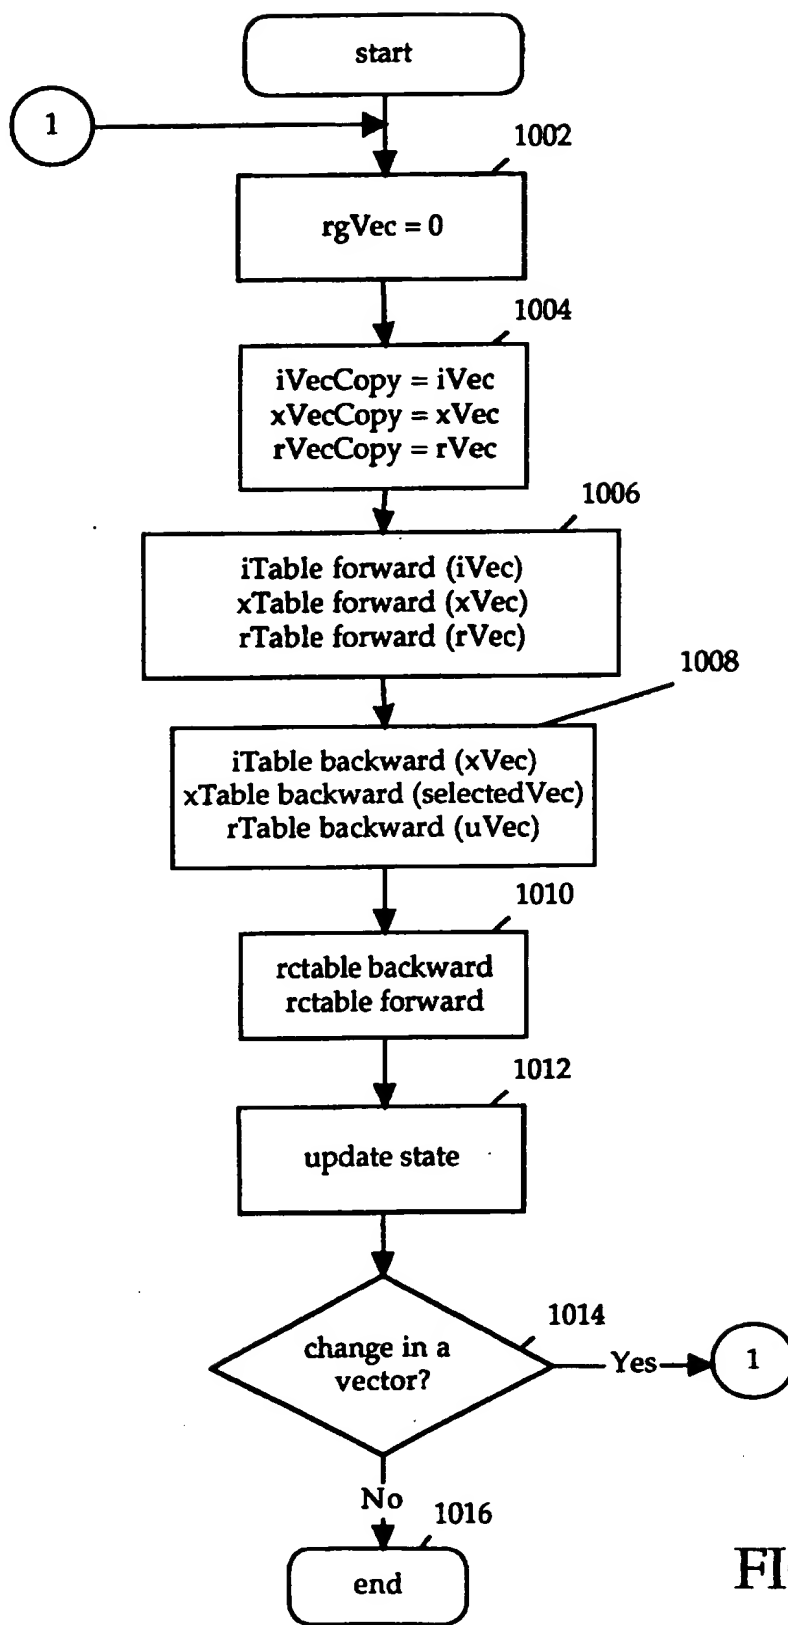 start
1
1002
rgVec = 0
1004
iVecCopy = iVec
xVecCopy = xVec
rVecCopy = rVec
1006
iTable forward (iVec)
xTable forward (xVec)
rTable forward (rVec)
1008
iTable backward (xVec)
xTable backward (selectedVec)
rTable backward (uVec)
1010
rctable backward
rctable forward
1012
update state
1014
change in a
vector?
Yes
1
No
1016
end